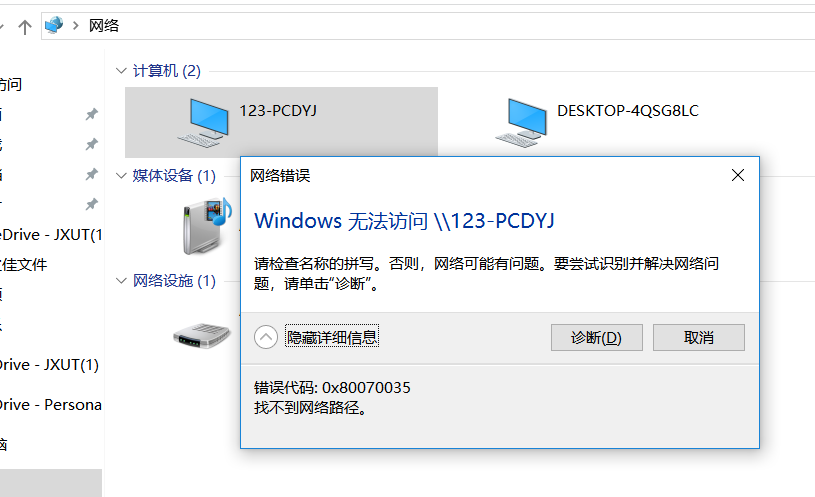 网络
计算机 (2)
访问
123-PCDYJ
DESKTOP-4QSG8LC
媒体设备 (1)
网络设施 (1)
eDrive - JXUT(1
佳文件
Drive - JXUT(1)
Drive - Persona
脑
网络错误
Windows 无法访问 \\123-PCDYJ
请检查名称的拼写。否则，网络可能有问题。要尝试识别并解决网络问
题，请单击“诊断”。
隐藏详细信息
诊断(D)
取消
错误代码: 0x80070035
找不到网络路径。